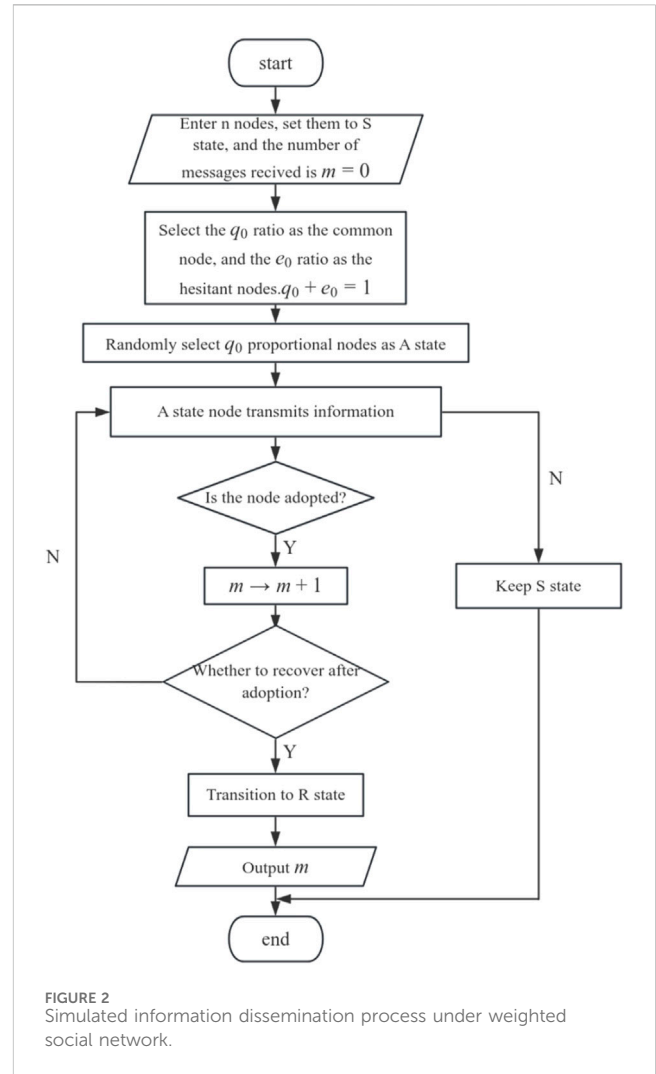 start
Enter n nodes, set them to S
state, and the number of
messages recived is m = 0
Select the q₀ ratio as the common
node, and the e₀ ratio as the
hesitant nodes.q₀ + e₀ = 1
Randomly select q₀ proportional nodes as A state
A state node transmits information
Is the node adopted?
N
Y
N
m → m + 1
Keep S state
Whether to recover after
adoption?
Y
Transition to R state
Output m
end
FIGURE 2
Simulated information dissemination process under weighted
social network.